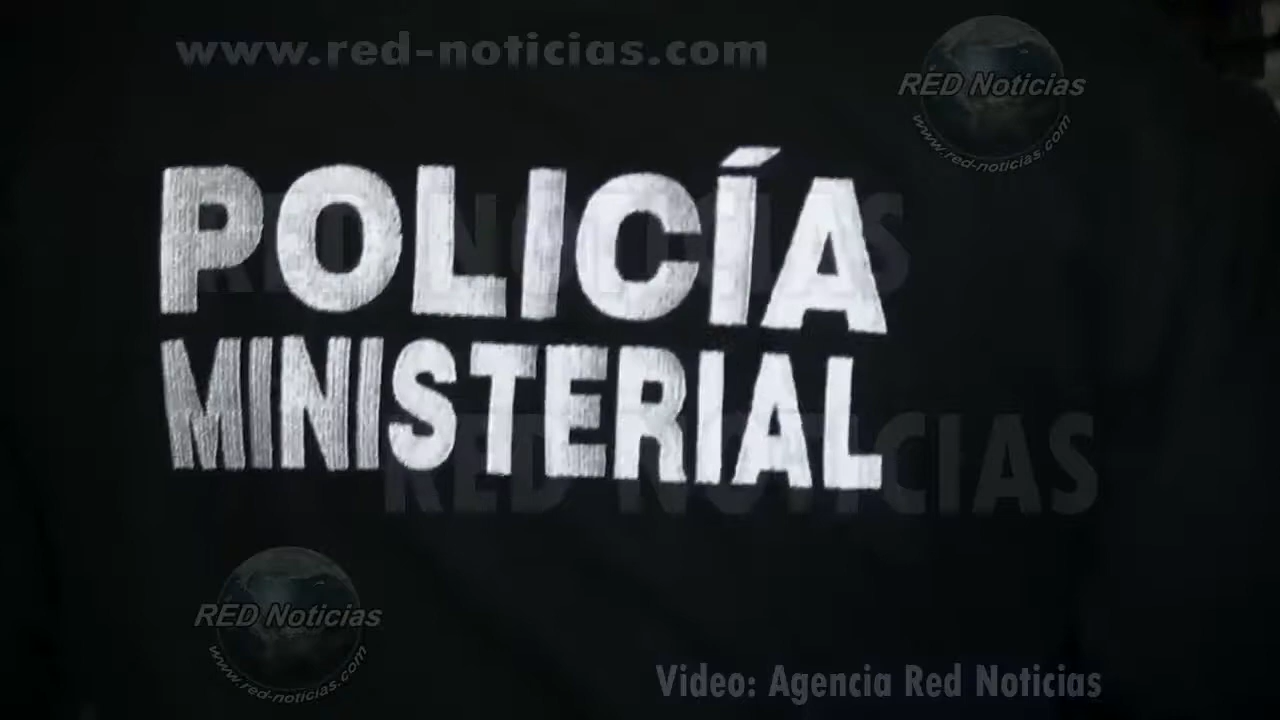 www.red-noticias.com
RED Noticias
www.red-noticias.com
POLICÍA
RED NOTICIAS
MINISTERIAL
RED NOTICIAS
RED Noticias
www.red-noticias.com
Video: Agencia Red Noticias